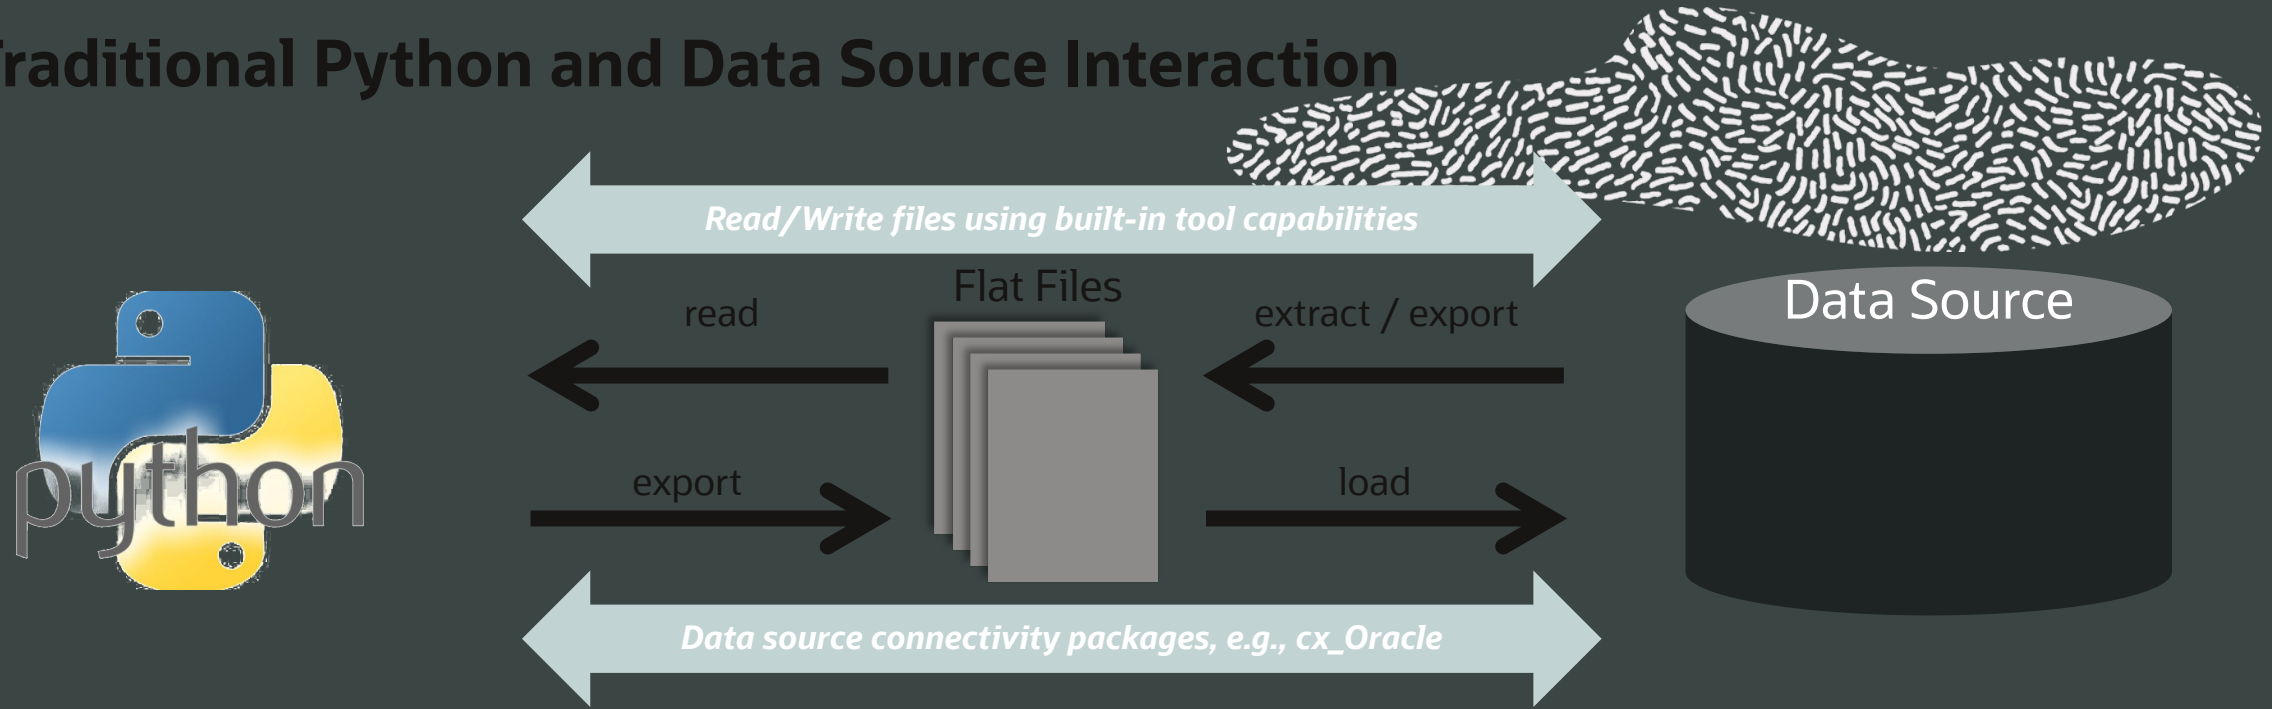 raditional Python and Data Source Interaction
Read/Write files using built-in tool capabilities
Flat Files
Data Source
read
extract / export
python
export
load
Data source connectivity packages, e.g., cx_Oracle